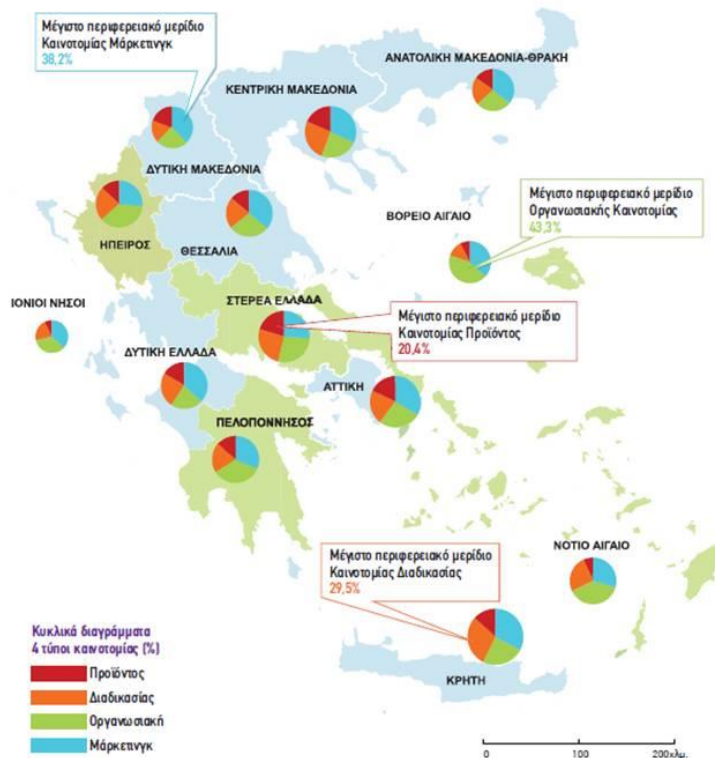 Μέγιστο περιφερειακό μερίδιο
Καινοτομίας Μάρκετινγκ
38,2%
ΑΝΑΤΟΛΙΚΗ ΜΑΚΕΔΟΝΙΑ-ΘΡΑΚΗ
ΚΕΝΤΡΙΚΗ ΜΑΚΕΔΟΝΙΑ
ΔΥΤΙΚΗ ΜΑΚΕΔΟΝΙΑ
Μέγιστο περιφερειακό μερίδιο
Οργανωσιακής Καινοτομίας
43,3%
ΒΟΡΕΙΟ ΑΙΓΑΙΟ
ΗΠΕΙΡΟΣ
ΘΕΣΣΑΛΙΑ
ΙΟΝΙΟΙ ΝΗΣΟΙ
ΣΤΕΡΕΑ ΕΛΛΑΔΑ
Μέγιστο περιφερειακό μερίδιο
Καινοτομίας Προϊόντος
20,4%
ΔΥΤΙΚΗ ΕΛΛΑΔΑ
ΑΤΤΙΚΗ
ΠΕΛΟΠΟΝΝΗΣΟΣ
ΝΟΤΙΟ ΑΙΓΑΙΟ
Μέγιστο περιφερειακό μερίδιο
Καινοτομίας Διαδικασίας
29,5%
ΚΡΗΤΗ
Κυκλικά διαγράμματα
4 τύποι καινοτομίας (%)
Προϊόντος
Διαδικασίας
Οργανωσιακή
Μάρκετινγκ
0 100 200χλμ.